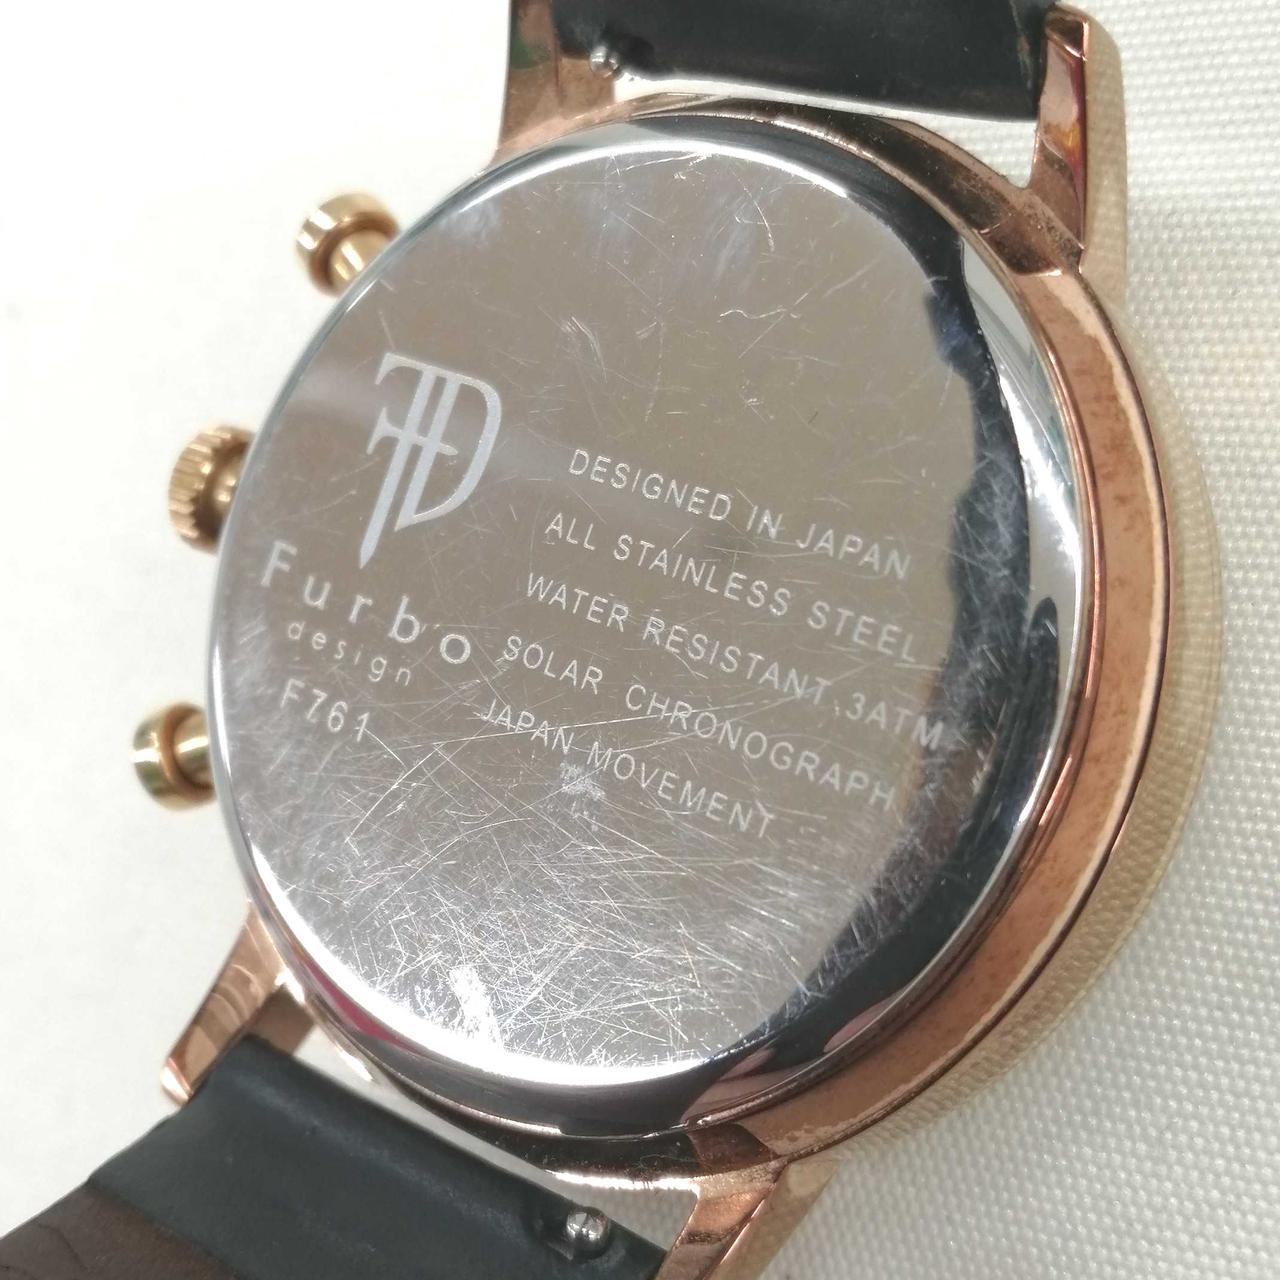 FD
Furbo
design
F761
DESIGNED IN JAPAN
ALL STAINLESS STEEL
WATER RESISTANT 3ATM
SOLAR CHRONOGRAPH
JAPAN MOVEMENT